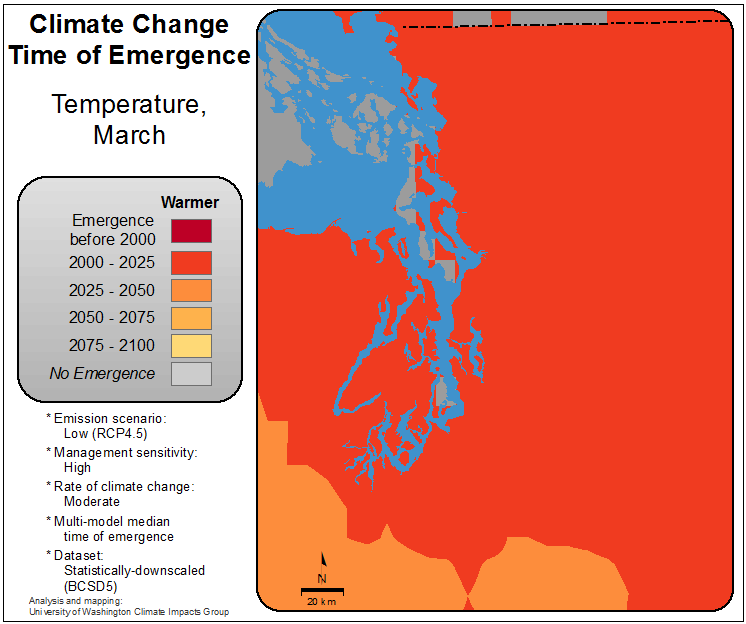 Climate Change
Time of Emergence
Temperature,
March
Warmer
Emergence
before 2000
2000 - 2025
2025 - 2050
2050 - 2075
2075 - 2100
No Emergence
* Emission scenario:
Low (RCP4.5)
* Management sensitivity:
High
* Rate of climate change:
Moderate
* Multi-model median
time of emergence
* Dataset:
Statistically-downscaled
(BCSD5)
Analysis and mapping:
University of Washington Climate Impacts Group
N
20 km